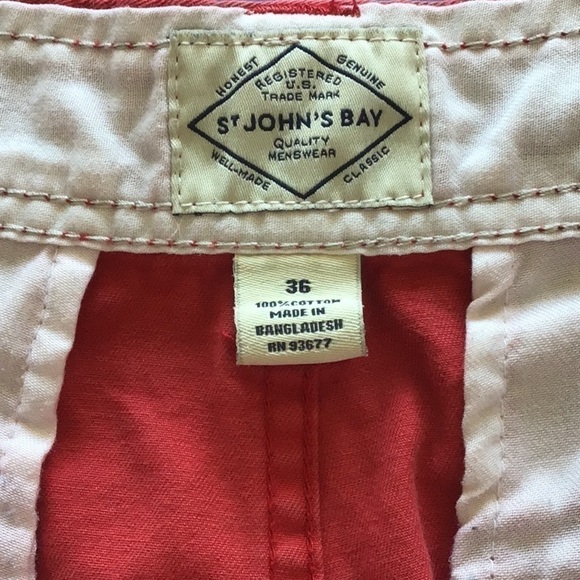 HONEST
GENUINE
REGISTERED
U.S.
TRADE MARK
ST JOHN'S BAY
QUALITY
MENSWEAR
WELL-MADE
CLASSIC
36
100% COTTON
MADE IN
BANGLADESH
RN 93677